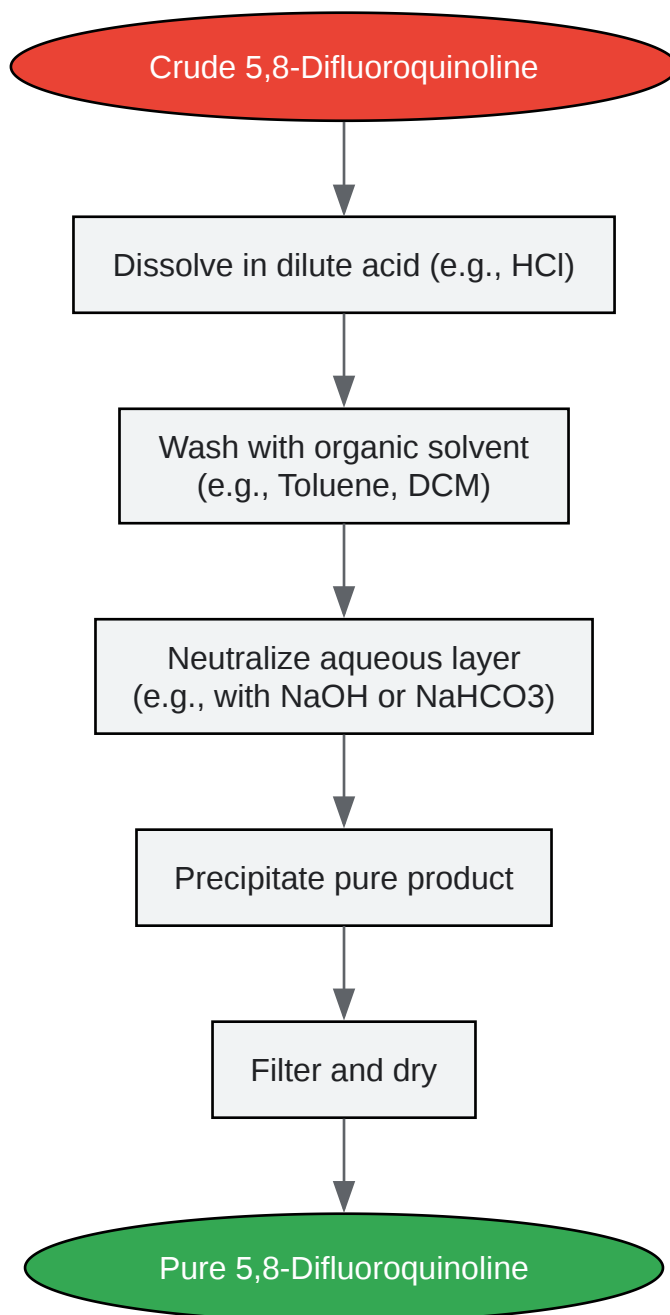 Crude 5,8-Difluoroquinoline
Dissolve in dilute acid (e.g., HCl)
Wash with organic solvent
(e.g., Toluene, DCM)
Neutralize aqueous layer
(e.g., with NaOH or NaHCO3)
Precipitate pure product
Filter and dry
Pure 5,8-Difluoroquinoline